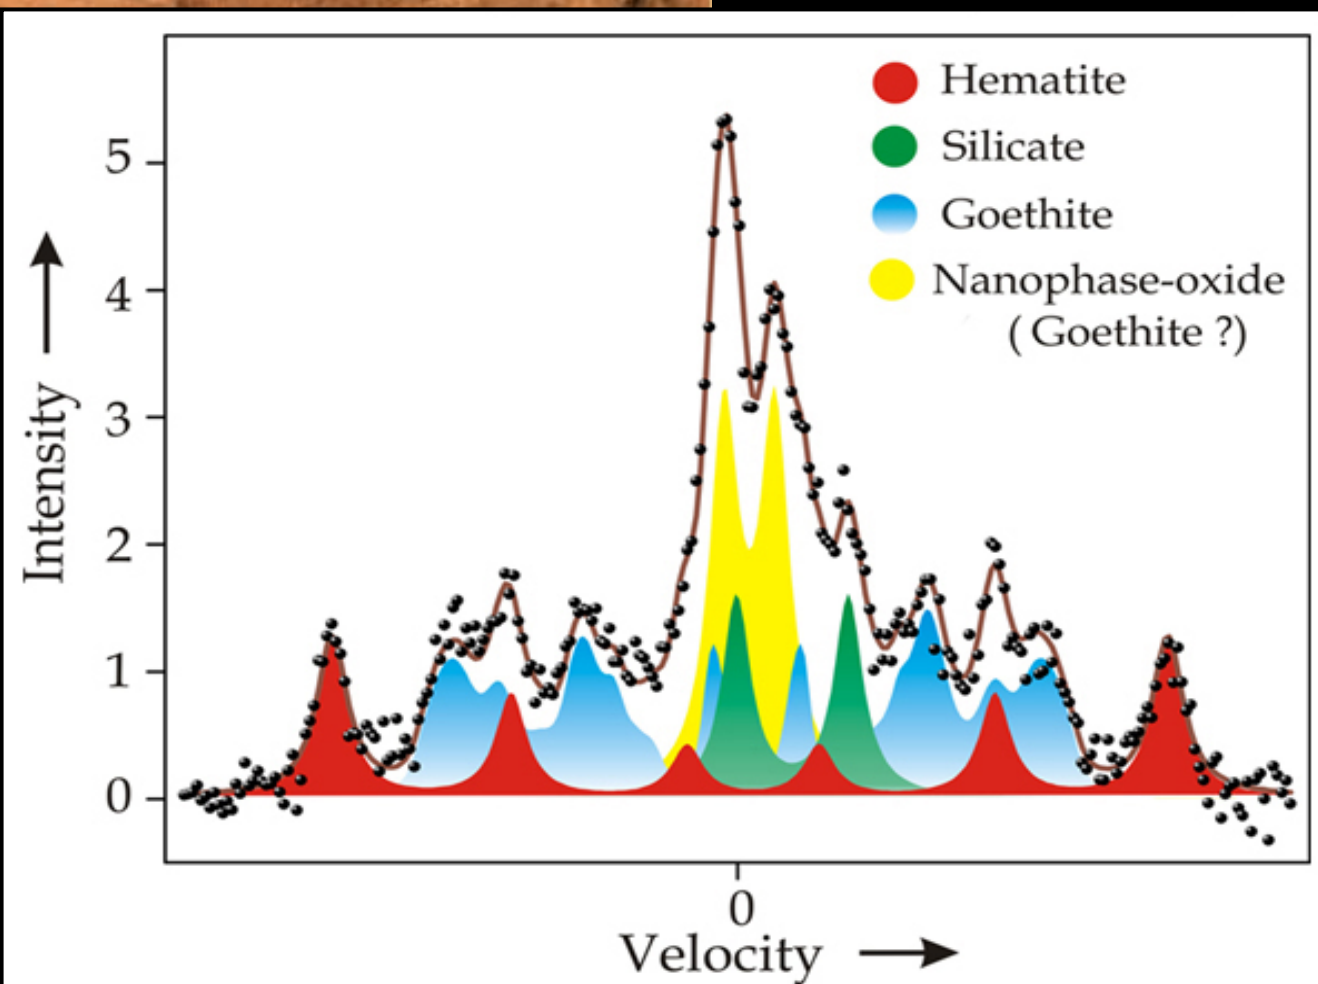 Hematite
Silicate
Goethite
Nanophase-oxide
( Goethite ?)
5
4
3
2
1
0
Intensity
0
Velocity